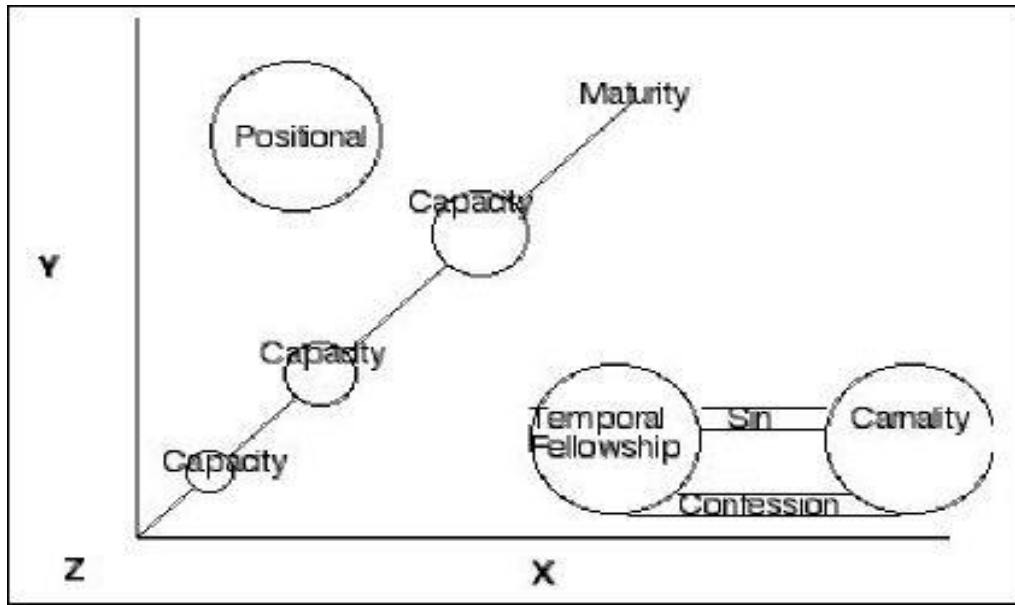 Maturity
Positional
Capacity
Y
Capacity
Temporal
Fellowship
Sin
Carnality
Capacity
Confession
Z
X